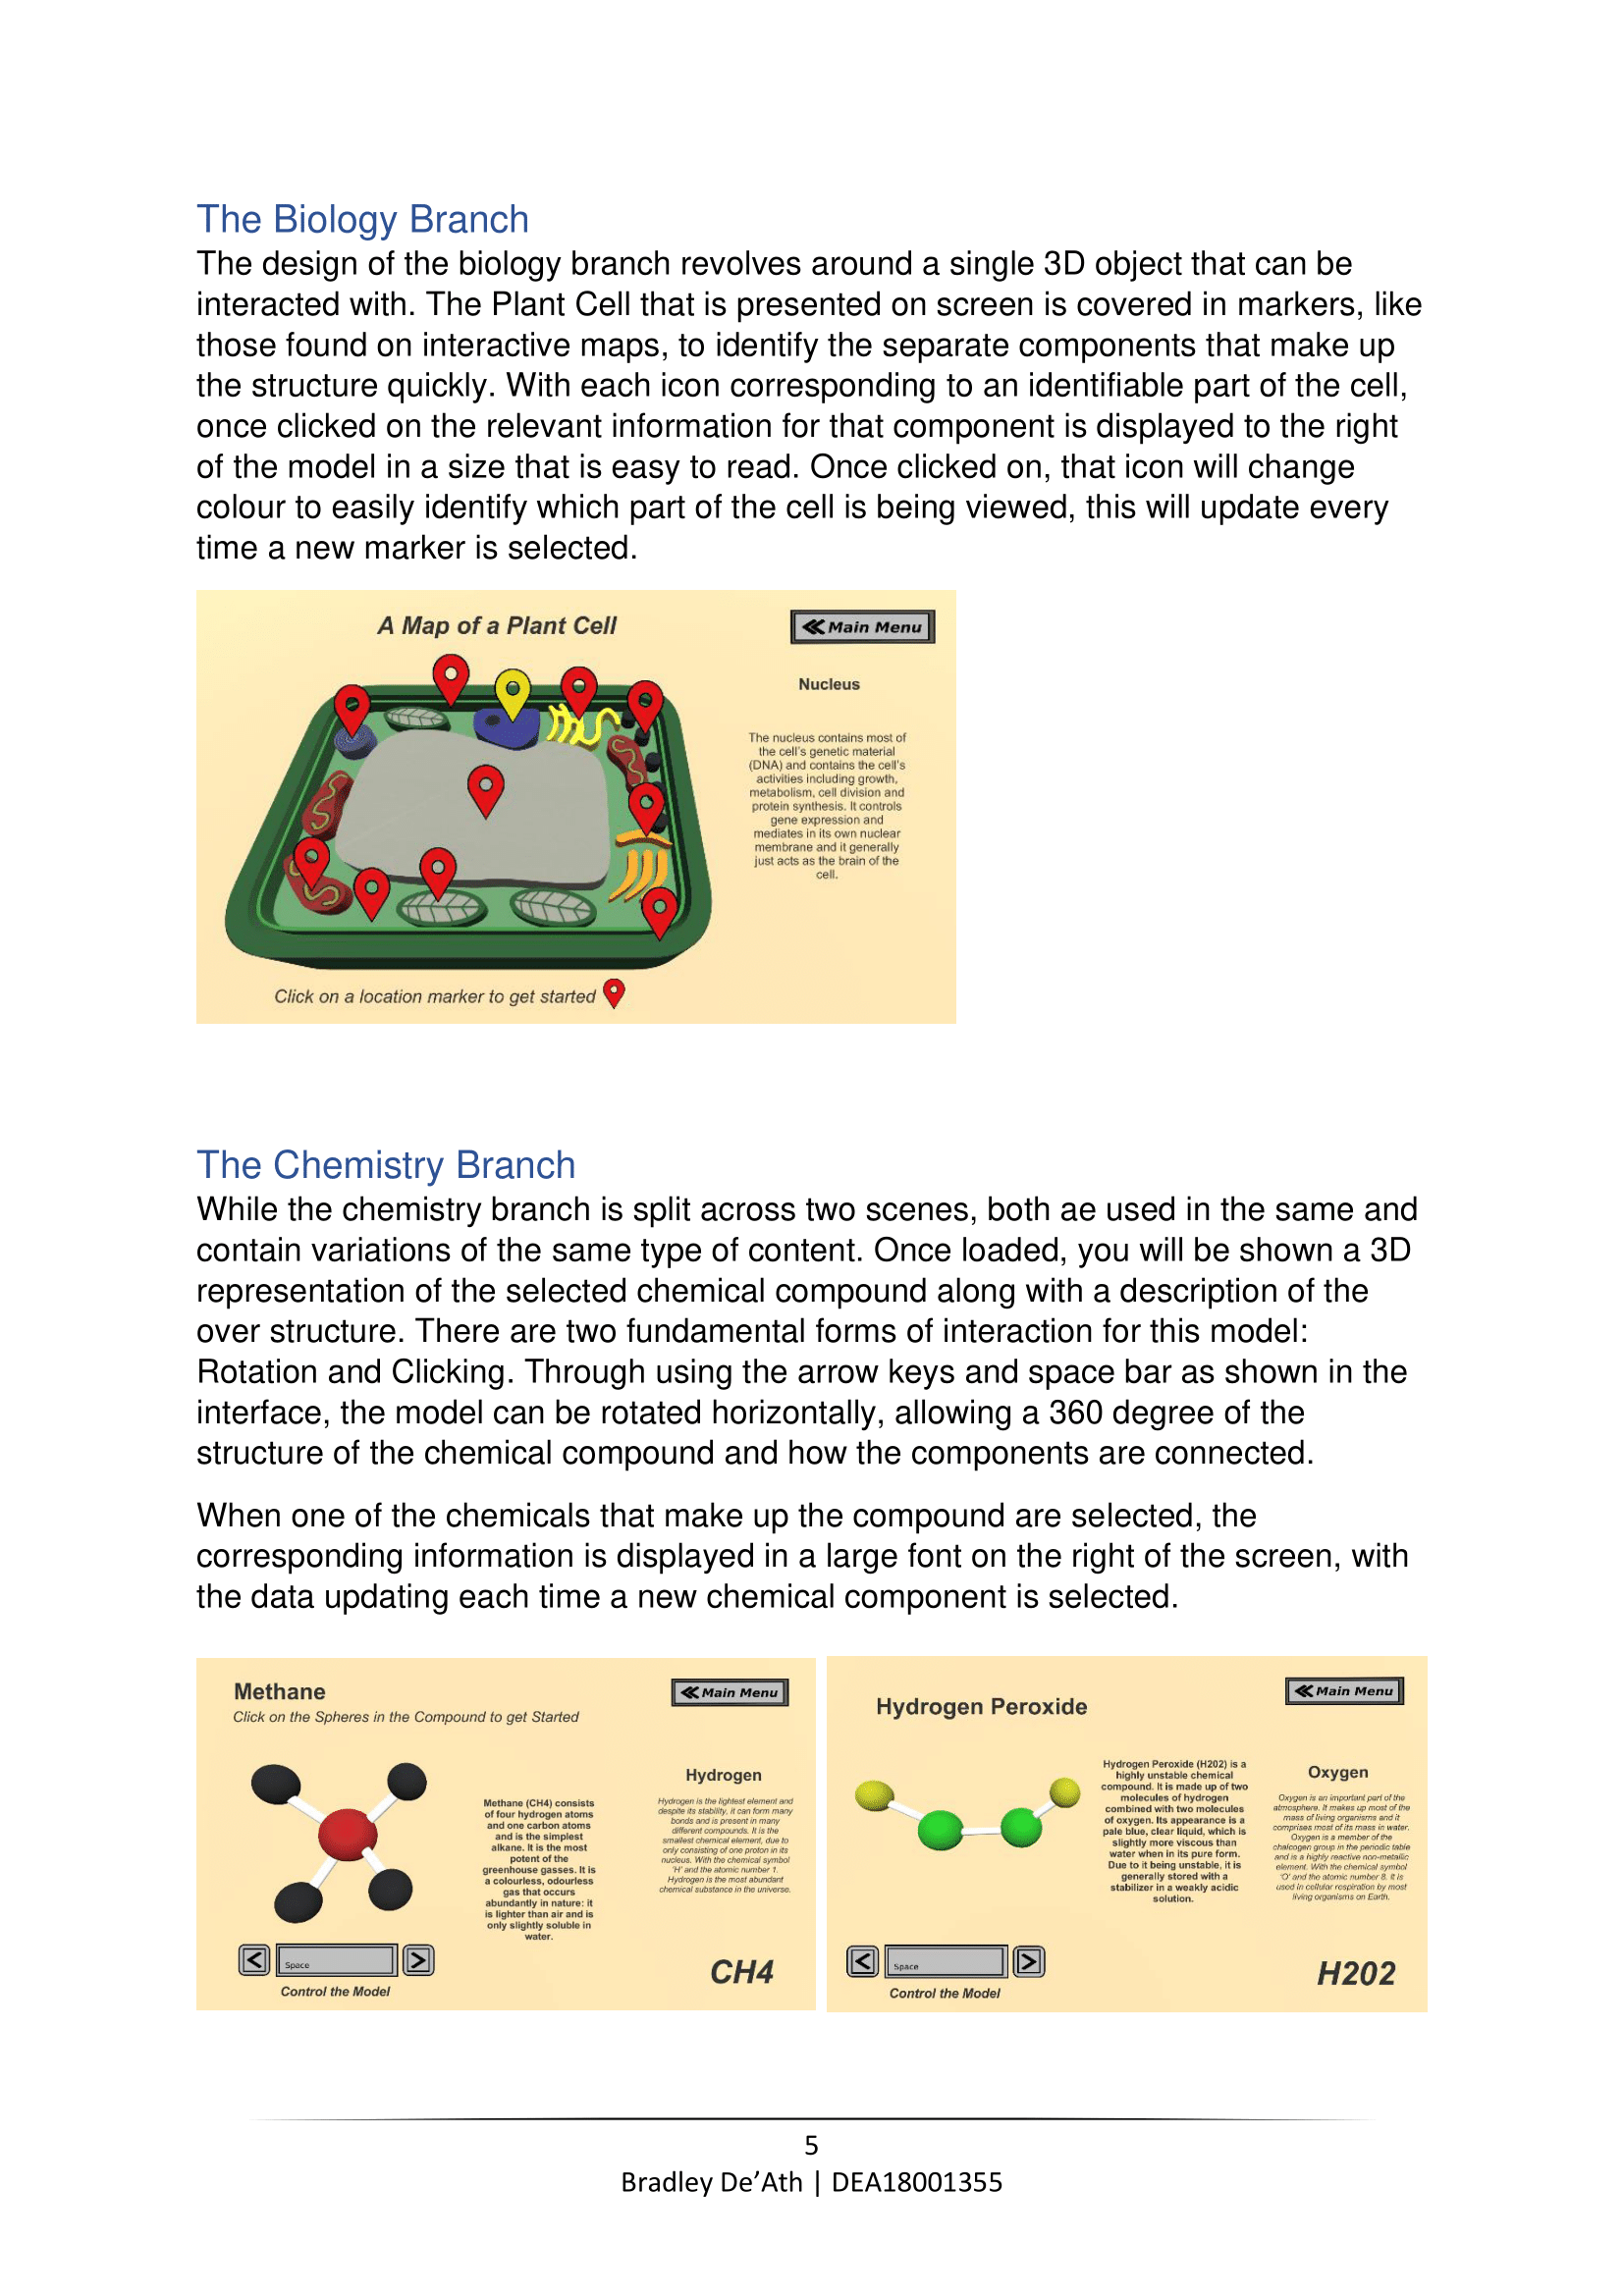 The Biology Branch
The design of the biology branch revolves around a single 3D object that can be
interacted with. The Plant Cell that is presented on screen is covered in markers, like
those found on interactive maps, to identify the separate components that make up
the structure quickly. With each icon corresponding to an identifiable part of the cell,
once clicked on the relevant information for that component is displayed to the right
of the model in a size that is easy to read. Once clicked on, that icon will change
colour to easily identify which part of the cell is being viewed, this will update every
time a new marker is selected.
A Map of a Plant Cell
Main Menu
Nucleus
The nucleus contains most of
the cell's genetic material
(DNA) and contains the cell's
activities including growth,
metabolism, cell division and
protein synthesis. It controls
gene expression and
mediates in its own nuclear
membrane and it generally
just acts as the brain of the
cell.
Click on a location marker to get started
The Chemistry Branch
While the chemistry branch is split across two scenes, both ae used in the same and
contain variations of the same type of content. Once loaded, you will be shown a 3D
representation of the selected chemical compound along with a description of the
over structure. There are two fundamental forms of interaction for this model:
Rotation and Clicking. Through using the arrow keys and space bar as shown in the
interface, the model can be rotated horizontally, allowing a 360 degree of the
structure of the chemical compound and how the components are connected.
When one of the chemicals that make up the compound are selected, the
corresponding information is displayed in a large font on the right of the screen, with
the data updating each time a new chemical component is selected.
Methane
Click on the Spheres in the Compound to get Started
Main Menu
Methane (CH4) consists
of four hydrogen atoms
and one carbon atoms
and is the simplest
alkane. It is the most
potent of the
greenhouse gasses. It is
a colourless, odourless
gas that occurs
abundantly in nature: it
is lighter than air and is
only slightly soluble in
water.
Hydrogen
Hydrogen is the lightest element and
despite its stability, it can form many
bonds and is present in many
different compounds. It is the
smallest chemical element, due to
only consisting of one proton in its
nucleus. With the chemical symbol
'H' and the atomic number 1.
Hydrogen is the most abundant
chemical substance in the universe.
Space
Control the Model
CH4
Hydrogen Peroxide
Main Menu
Hydrogen Peroxide (H202) is a
highly unstable chemical
compound. It is made up of two
molecules of hydrogen
combined with two molecules
of oxygen. Its appearance is a
pale blue, clear liquid, which is
slightly more viscous than
water when in its pure form.
Due to it being unstable, it is
generally stored with a
stabilizer in a weakly acidic
solution.
Oxygen
Oxygen is an important part of the
atmosphere. It makes up most of the
mass of living organisms and it
comprises most of its mass in water.
Oxygen is a member of the
chalcogen group in the periodic table
and is a highly reactive non-metallic
element. With the chemical symbol
'O' and the atomic number 8. It is
used in cellular respiration by most
living organisms on Earth.
Space
Control the Model
H202
5
Bradley De'Ath | DEA18001355